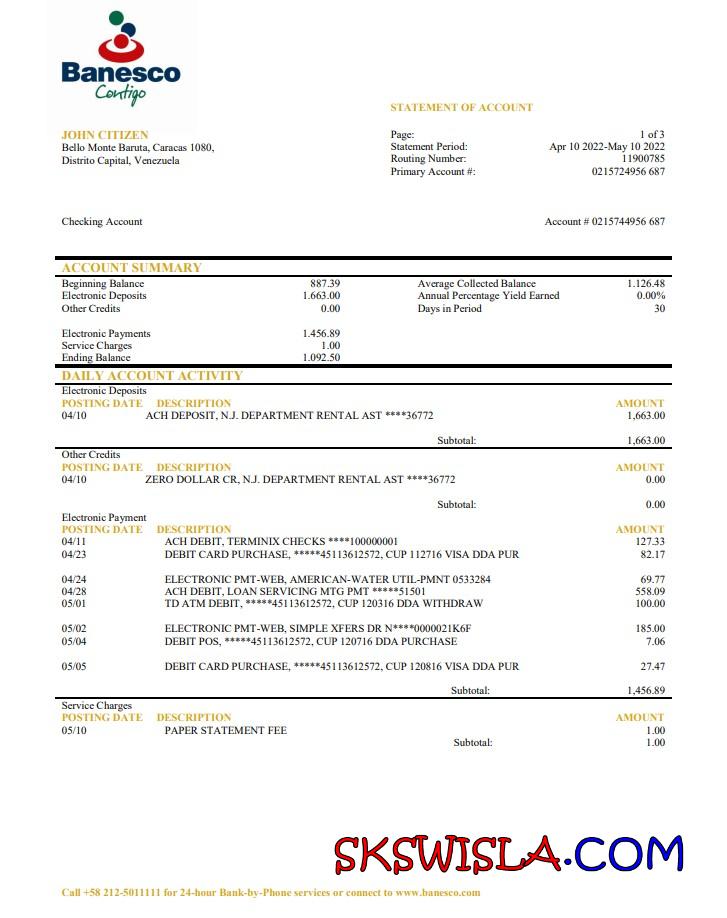 Banesco
Contigo
STATEMENT OF ACCOUNT
JOHN CITIZEN
Bello Monte Baruta, Caracas 1080,
Distrito Capital, Venezuela
Page: 1 of 3
Statement Period: Apr 10 2022-May 10 2022
Routing Number: 11900785
Primary Account #: 0215724956 687
Checking Account Account # 0215744956 687
ACCOUNT SUMMARY
Beginning Balance 887.39 Average Collected Balance 1.126.48
Electronic Deposits 1.663.00 Annual Percentage Yield Earned 0.00%
Other Credits 0.00 Days in Period 30
Electronic Payments 1.456.89
Service Charges 1.00
Ending Balance 1.092.50
DAILY ACCOUNT ACTIVITY
Electronic Deposits
POSTING DATE DESCRIPTION AMOUNT
04/10 ACH DEPOSIT, N.J. DEPARTMENT RENTAL AST ****36772 1,663.00
Subtotal: 1,663.00
Other Credits
POSTING DATE DESCRIPTION AMOUNT
04/10 ZERO DOLLAR CR, N.J. DEPARTMENT RENTAL AST ****36772 0.00
Subtotal: 0.00
Electronic Payment
POSTING DATE DESCRIPTION AMOUNT
04/11 ACH DEBIT, TERMINIX CHECKS ****100000001 127.33
04/23 DEBIT CARD PURCHASE, *****45113612572, CUP 112716 VISA DDA PUR 82.17
04/24 ELECTRONIC PMT-WEB, AMERICAN-WATER UTIL-PMNT 0533284 69.77
04/28 ACH DEBIT, LOAN SERVICING MTG PMT *****51501 558.09
05/01 TD ATM DEBIT, *****45113612572, CUP 120316 DDA WITHDRAW 100.00
05/02 ELECTRONIC PMT-WEB, SIMPLE XFERS DR N****0000021K6F 185.00
05/04 DEBIT POS, *****45113612572, CUP 120716 DDA PURCHASE 7.06
05/05 DEBIT CARD PURCHASE, *****45113612572, CUP 120816 VISA DDA PUR 27.47
Subtotal: 1,456.89
Service Charges
POSTING DATE DESCRIPTION AMOUNT
05/10 PAPER STATEMENT FEE 1.00
Subtotal: 1.00
SKSWISLA.COM
Call +58 212-5011111 for 24-hour Bank-by-Phone services or connect to www.banesco.com